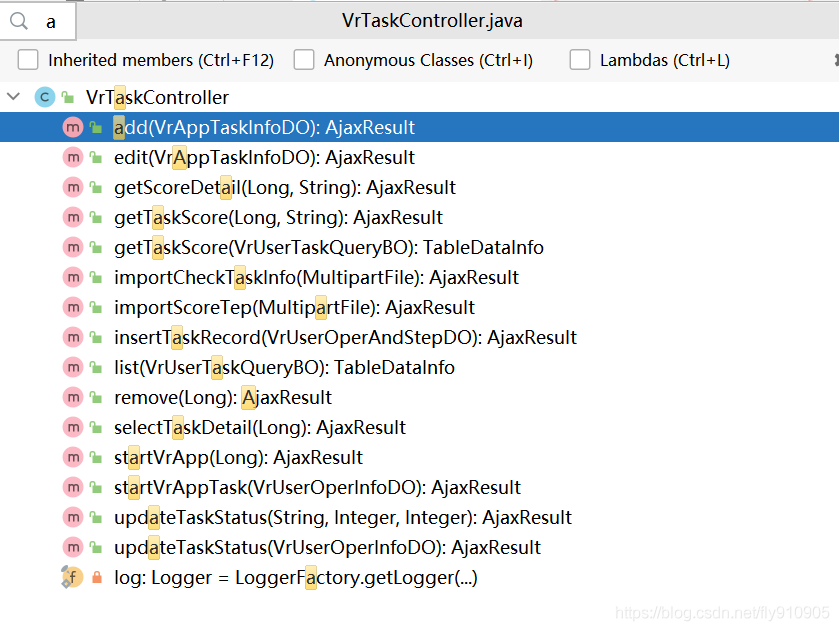 a
VrTaskController.java
Inherited members (Ctrl+F12) Anonymous Classes (Ctrl+I) Lambdas (Ctrl+L)
C VrTaskController
m add(VrAppTaskInfoDO): AjaxResult
m edit(VrAppTaskInfoDO): AjaxResult
m getScoreDetail(Long, String): AjaxResult
m getTaskScore(Long, String): AjaxResult
m getTaskScore(VrUserTaskQueryBO): TableDataInfo
m importCheckTaskInfo(MultipartFile): AjaxResult
m importScoreTep(MultipartFile): AjaxResult
m insertTaskRecord(VrUserOperAndStepDO): AjaxResult
m list(VrUserTaskQueryBO): TableDataInfo
m remove(Long): AjaxResult
m selectTaskDetail(Long): AjaxResult
m startVrApp(Long): AjaxResult
m startVrAppTask(VrUserOperInfoDO): AjaxResult
m updateTaskStatus(String, Integer, Integer): AjaxResult
m updateTaskStatus(VrUserOperInfoDO): AjaxResult
f log: Logger = LoggerFactory.getLogger(...)
https://blog.csdn.net/fly910905